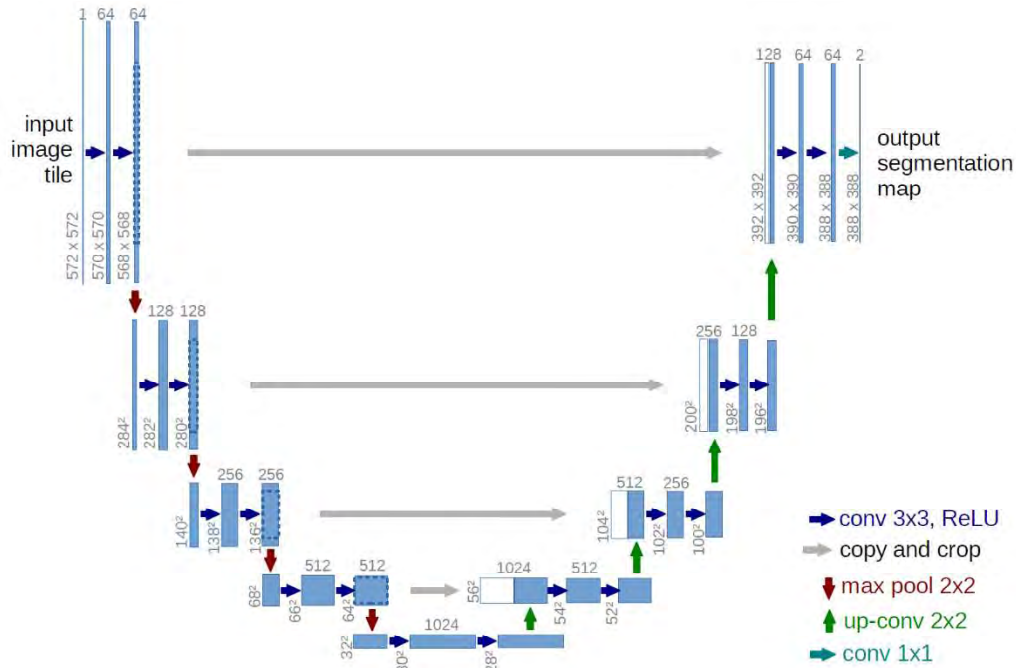 1 64 64
128 64 64 2
input
image
tile
output
segmentation
map
572 x 572
570 x 570
568 x 568
392 x 392
390 x 390
388 x 388
388 x 388
128 128
256 128
284²
282²
280²
200²
198²
196²
256 256
512 256
140²
138²
136²
104²
102²
100²
512 512
1024 512
68²
66²
64²
56²
54²
52²
1024
32²
conv 3x3, ReLU
copy and crop
max pool 2x2
up-conv 2x2
conv 1x1